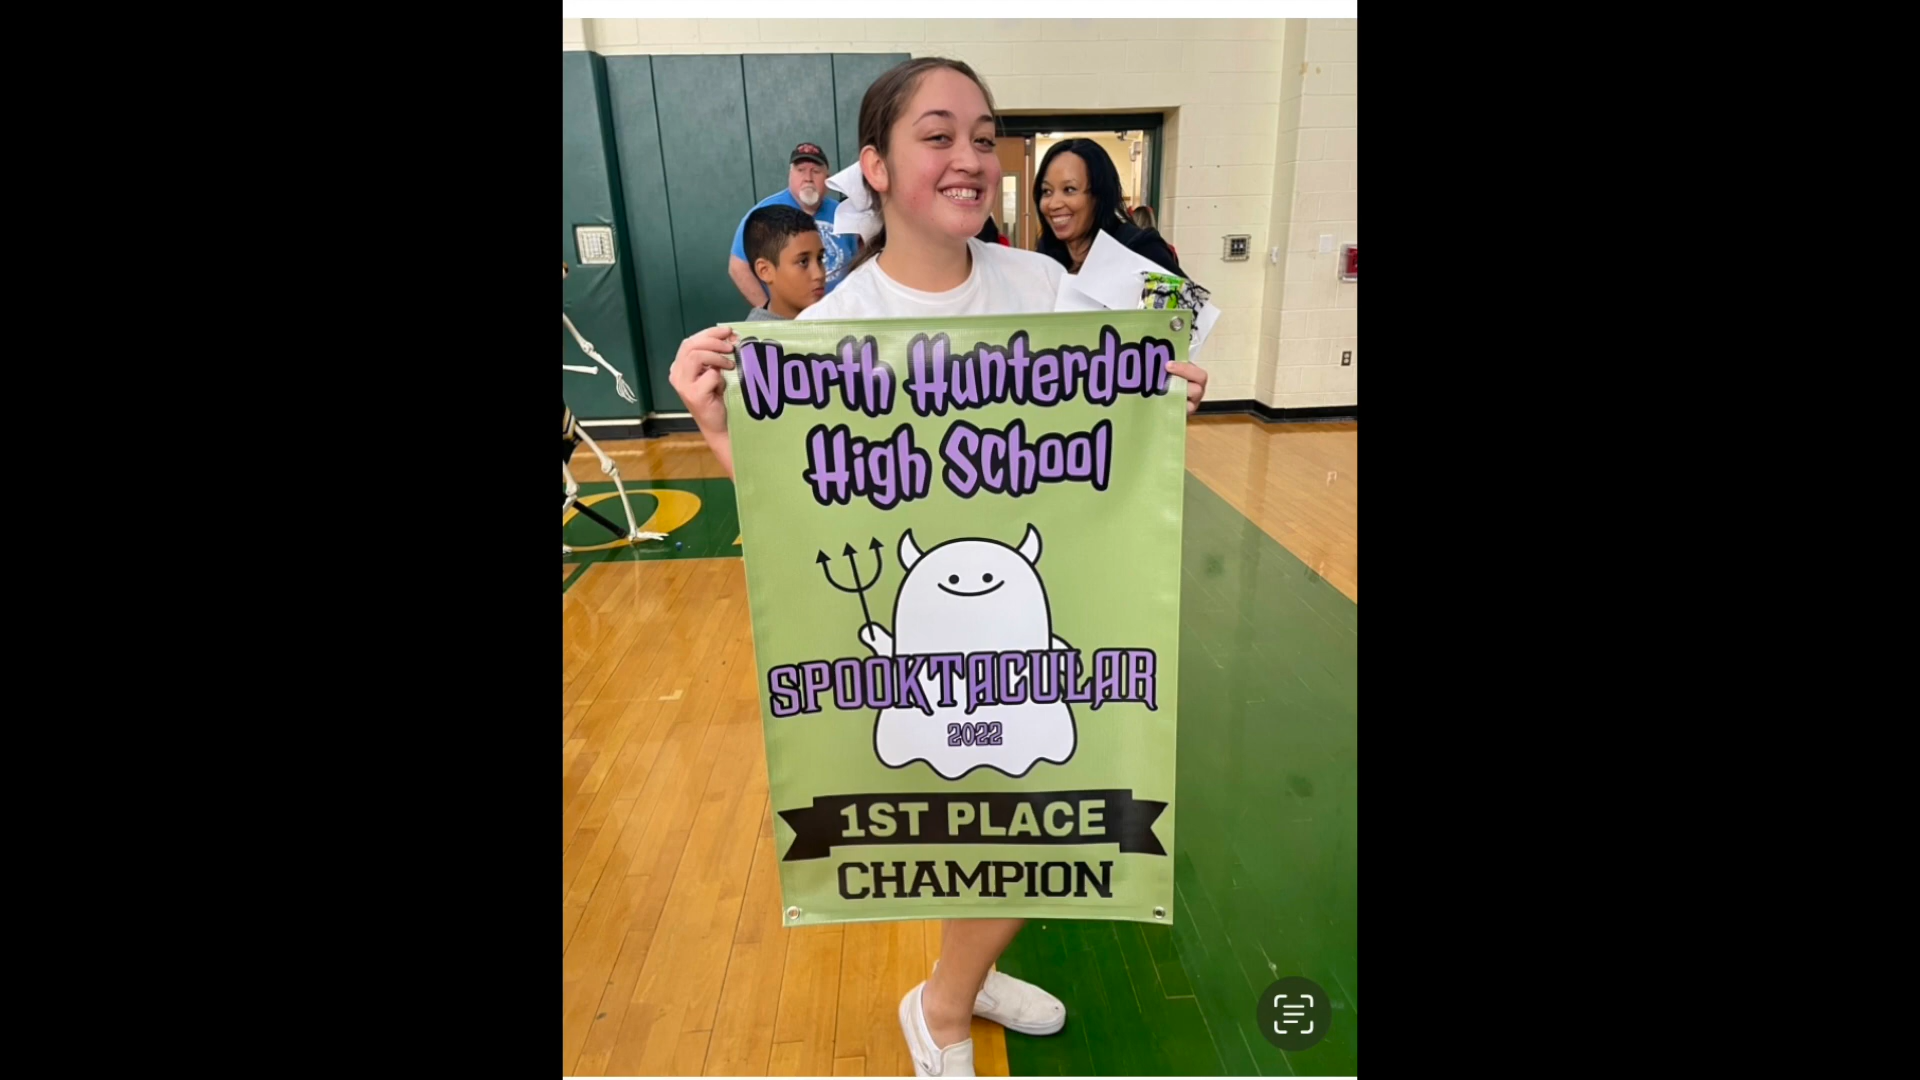 North Hunterdon
High School
SPOOKTACULAR
2022
1ST PLACE
CHAMPION